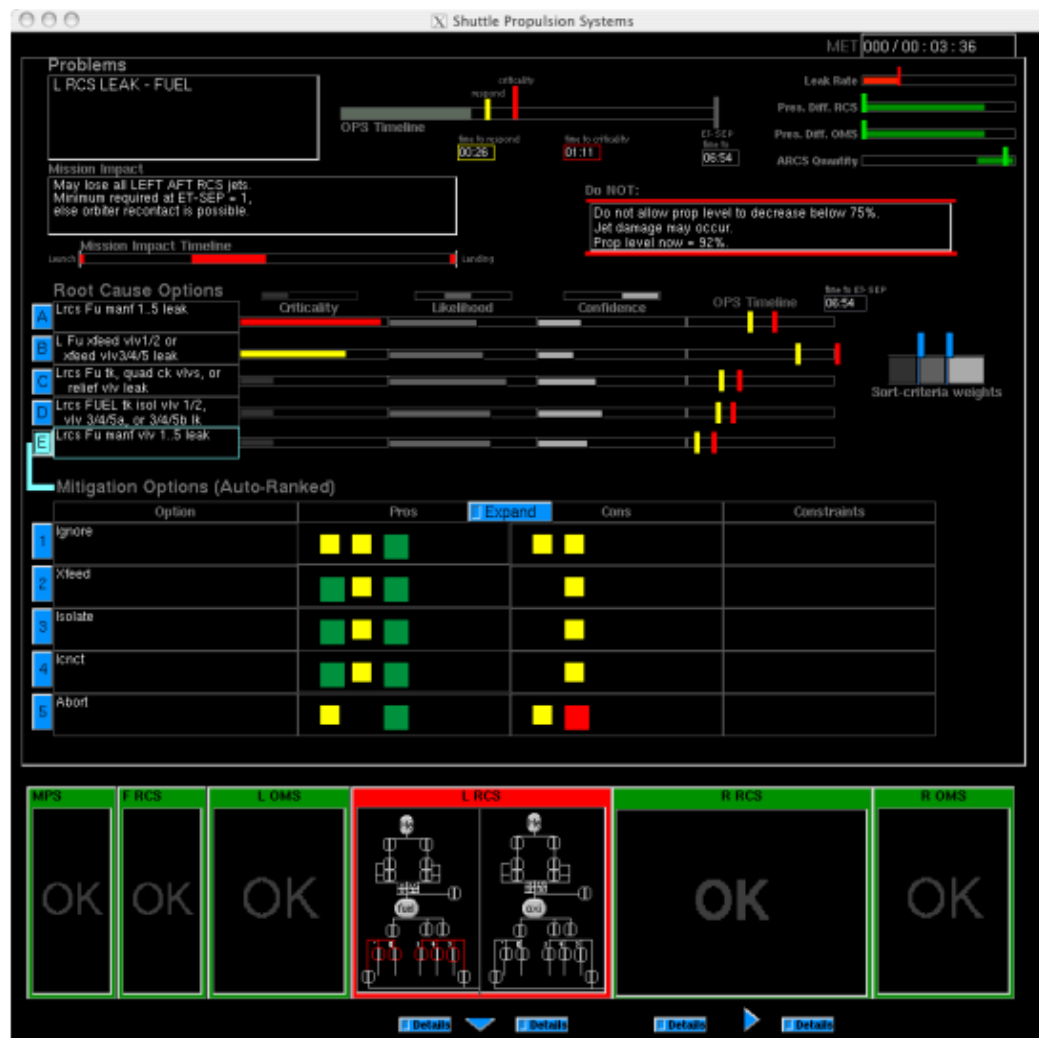 Shuttle Propulsion Systems
MET 000 / 00 : 03 : 36
Problems
L RCS LEAK - FUEL
criticality
respond
OPS Timeline
time to respond
00:26
time to criticality
01:11
ET-SEP
time to
06:54
Leak Rate
Pres. Diff. RCS
Pres. Diff. OMS
ARCS Quantity
Mission Impact
May lose all LEFT AFT RCS jets.
Minimum required at ET-SEP = 1,
else orbiter recontact is possible.
Do NOT:
Do not allow prop level to decrease below 75%.
Jet damage may occur.
Prop level now = 92%.
Mission Impact Timeline
Launch
Landing
Root Cause Options
Criticality
Likelihood
Confidence
OPS Timeline
time to ET-SEP
06:54
A
Lrcs Fu manf 1..5 leak
B
L Fu xfeed vlv1/2 or
xfeed vlv3/4/5 leak
C
Lrcs Fu tk, quad ck vlvs, or
relief vlv leak
D
Lrcs FUEL tk isol vlv 1/2,
vlv 3/4/5a, or 3/4/5b lk
E
Lrcs Fu manf vlv 1..5 leak
Sort-criteria weights
Mitigation Options (Auto-Ranked)
Option
Pros
Expand
Cons
Constraints
1
Ignore
2
Xfeed
3
Isolate
4
Icnct
5
Abort
MPS
F RCS
L OMS
L RCS
R RCS
R OMS
OK
OK
OK
fuel
oxi
OK
OK
Details
Details
Details
Details